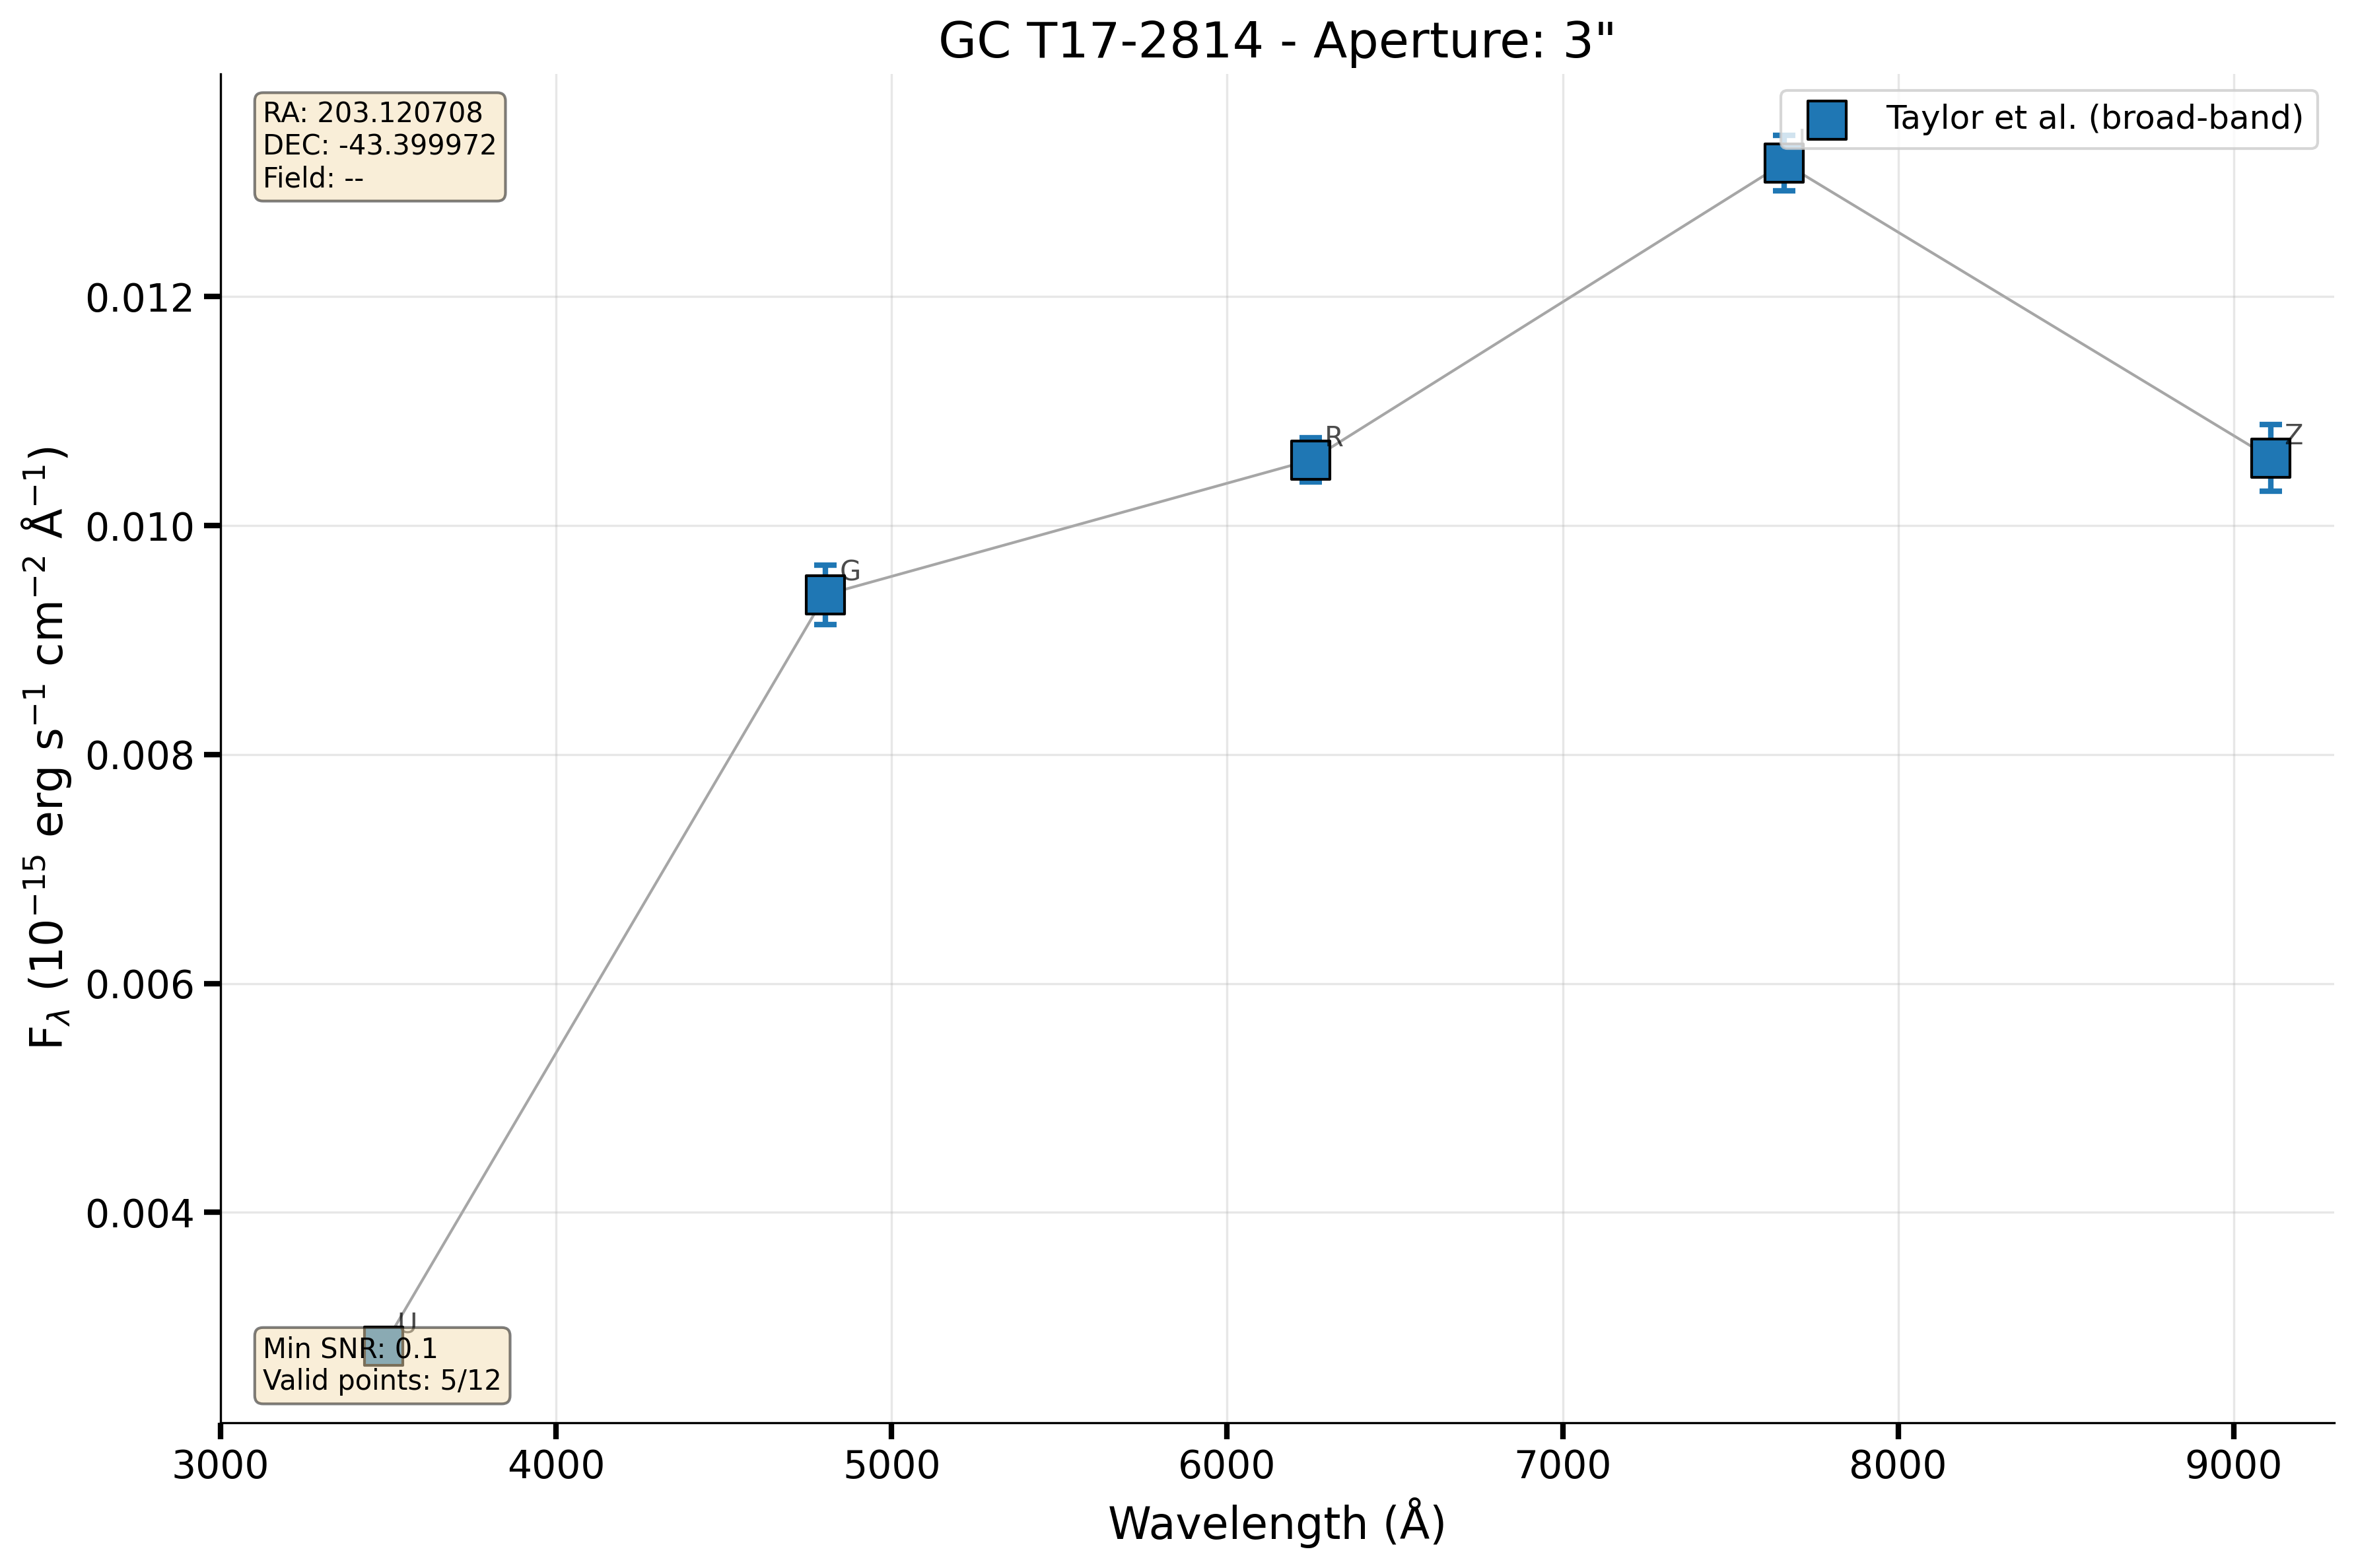 GC T17-2814 - Aperture: 3"
RA: 203.120708
DEC: -43.399972
Field: --
Taylor et al. (broad-band)
R
Z
G
U
Min SNR: 0.1
Valid points: 5/12
0.012
0.010
0.008
0.006
0.004
F_λ (10⁻¹⁵ erg s⁻¹ cm⁻² Å⁻¹)
3000 4000 5000 6000 7000 8000 9000
Wavelength (Å)